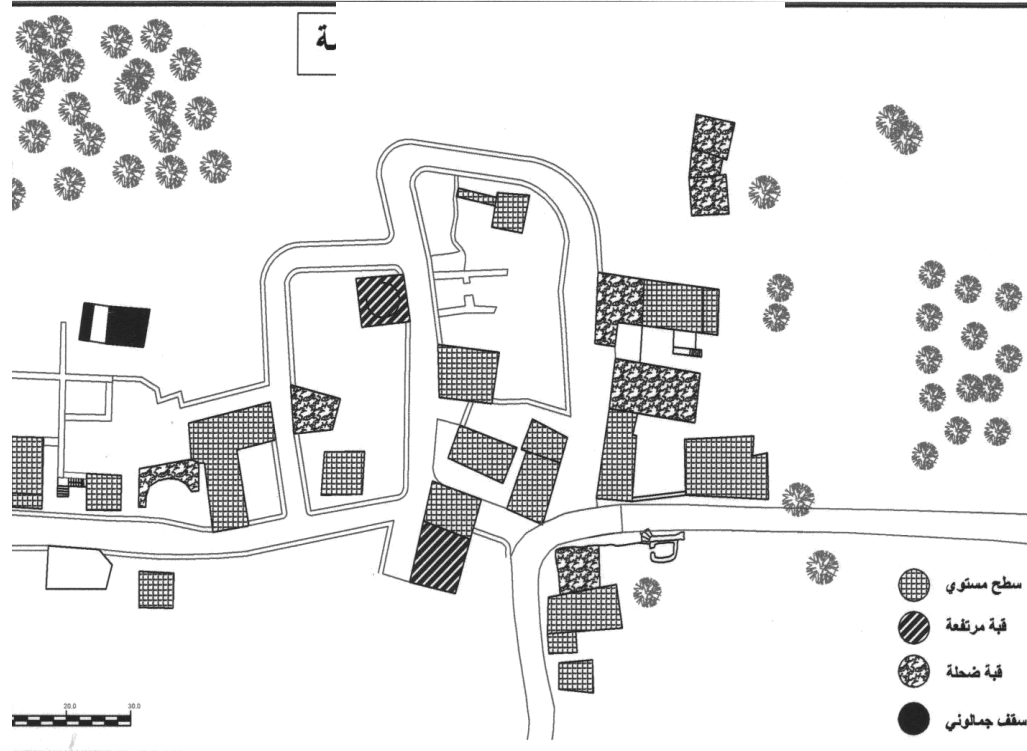 سطح مستوي
قبة مرتفعة
قبة ضحلة
سقف جمالوني
20.0 30.0